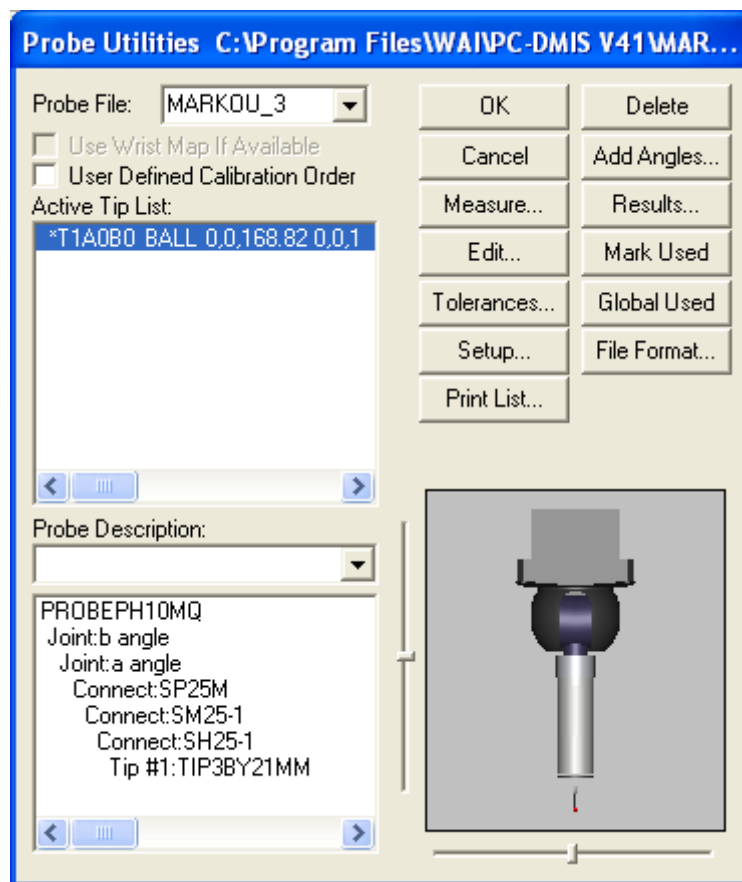 Probe Utilities C:\Program Files\WAI\PC-DMIS V41\MAR...
Probe File: MARKOU_3
Use Wrist Map If Available
User Defined Calibration Order
Active Tip List:
*T1A0B0 BALL 0,0,168.82 0,0,1
OK Delete
Cancel Add Angles...
Measure... Results...
Edit... Mark Used
Tolerances... Global Used
Setup... File Format...
Print List...
Probe Description:
PROBEPH10MQ
Joint:b angle
Joint:a angle
Connect:SP25M
Connect:SM25-1
Connect:SH25-1
Tip #1:TIP3BY21MM